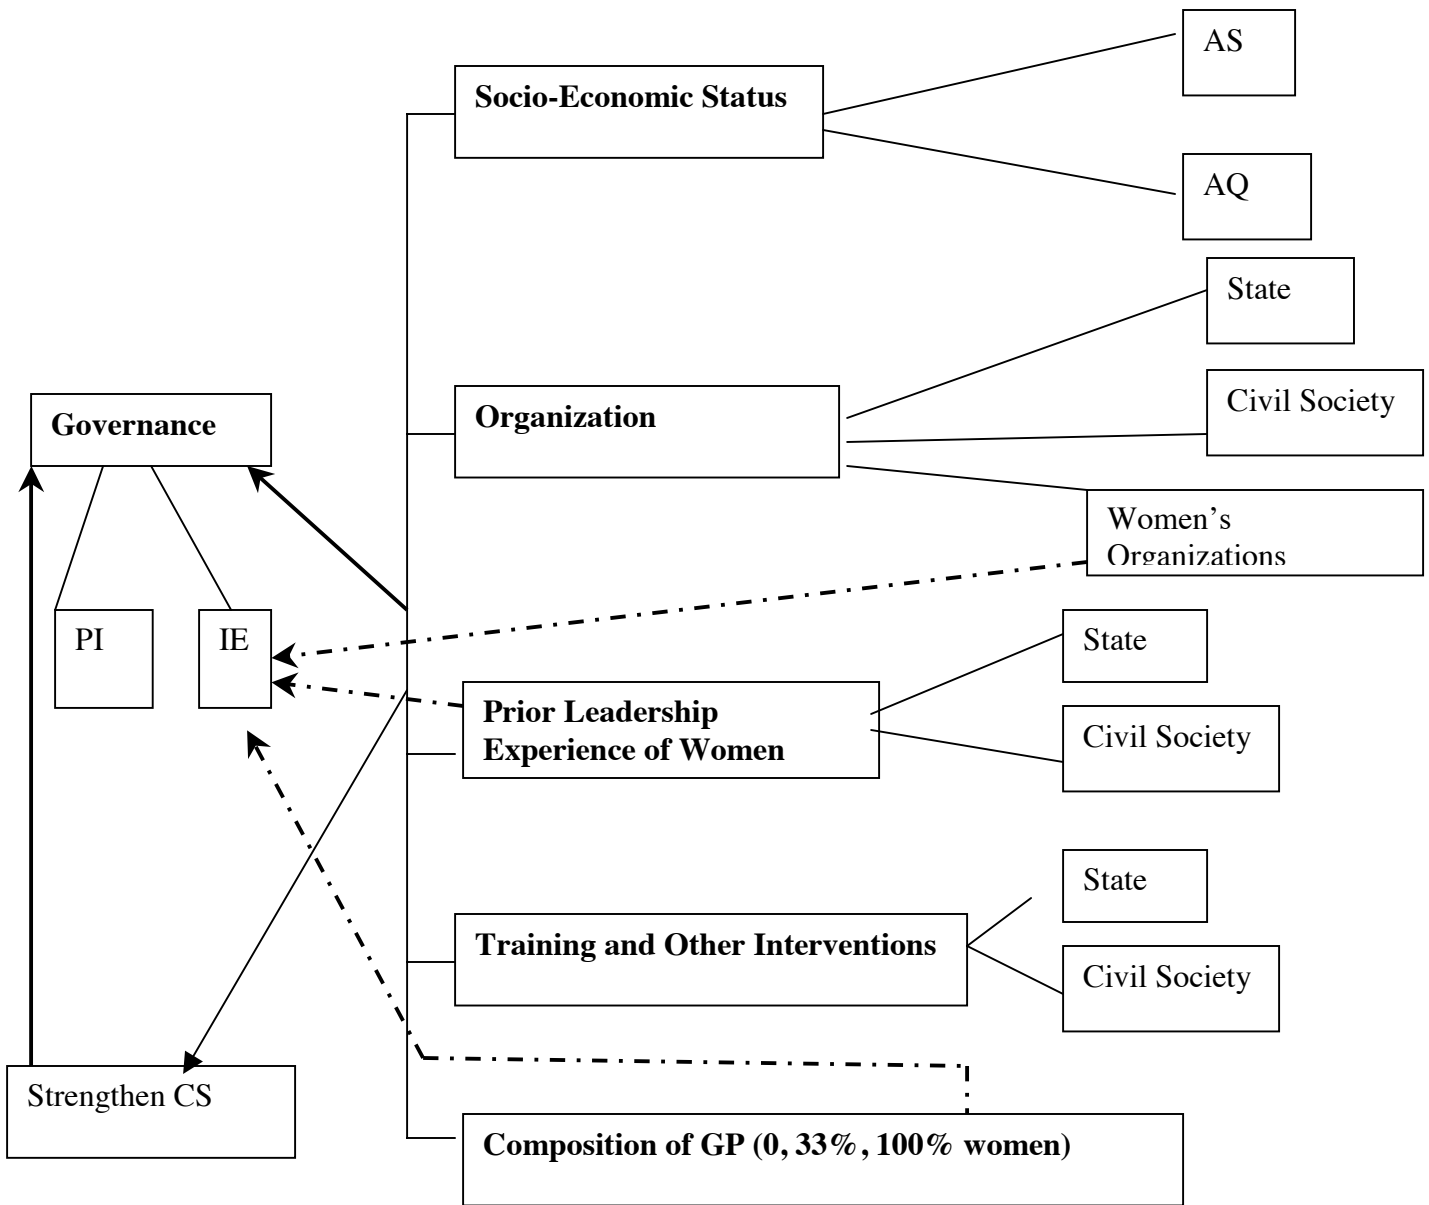 AS
Socio-Economic Status
AQ
State
Civil Society
Governance
Organization
Women’s
Organizations
PI
IE
State
Prior Leadership
Experience of Women
Civil Society
State
Training and Other Interventions
Civil Society
Strengthen CS
Composition of GP (0, 33%, 100% women)